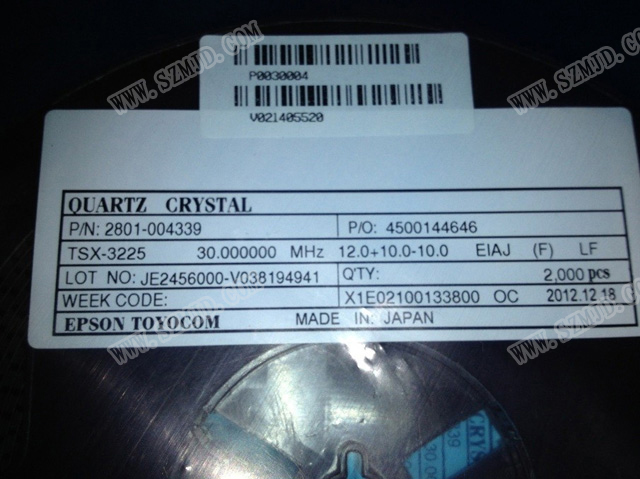 P0030004
V021405520
QUARTZ CRYSTAL
P/N: 2801-004339 P/O: 4500144646
TSX-3225 30.000000 MHz 12.0+10.0-10.0 EIAJ (F) LF
LOT NO: JE2456000-V038194941 Q'TY: 2,000 pcs
WEEK CODE: X1E02100133800 OC 2012.12.18
EPSON TOYOCOM MADE IN JAPAN
WWW.SZMJD.COM
WWW.SZMJD.COM
WWW.SZMJD.COM
WWW.SZMJD.COM